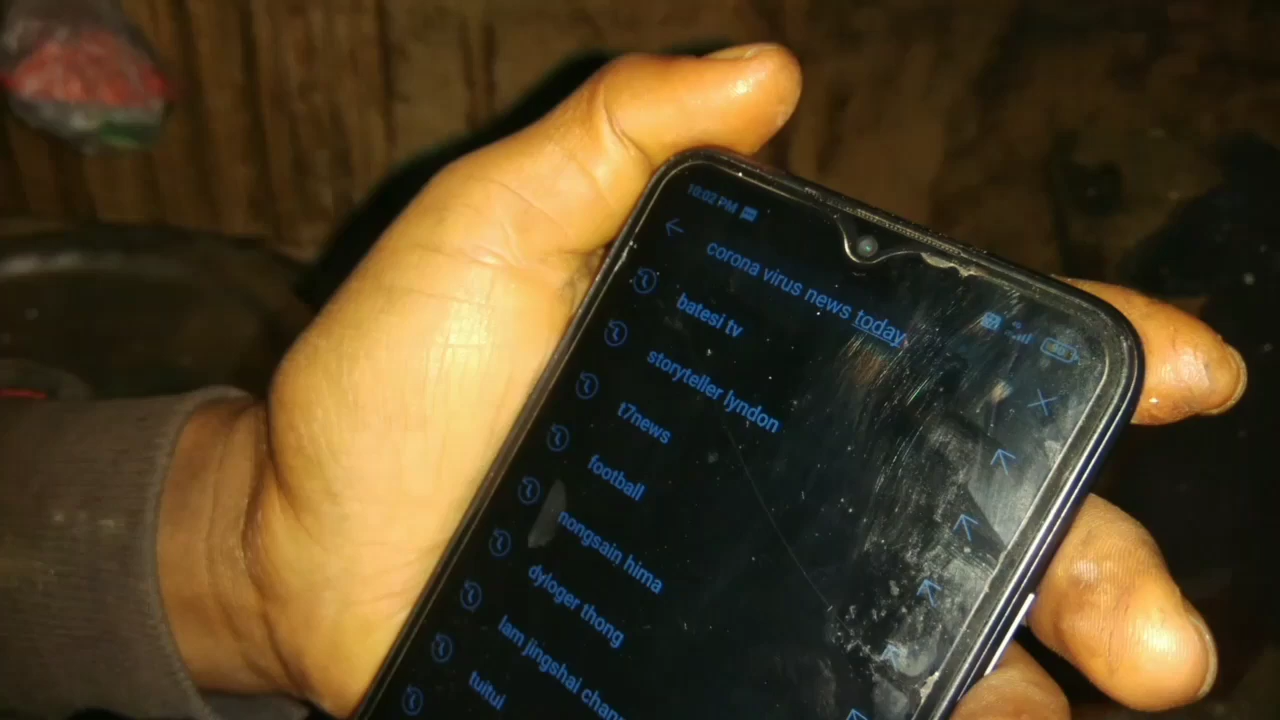 10:02 PM
corona virus news today
batesi tv
storyteller lyndon
t7news
football
nongsain hima
dyloger thong
lam jingshai
tuitui